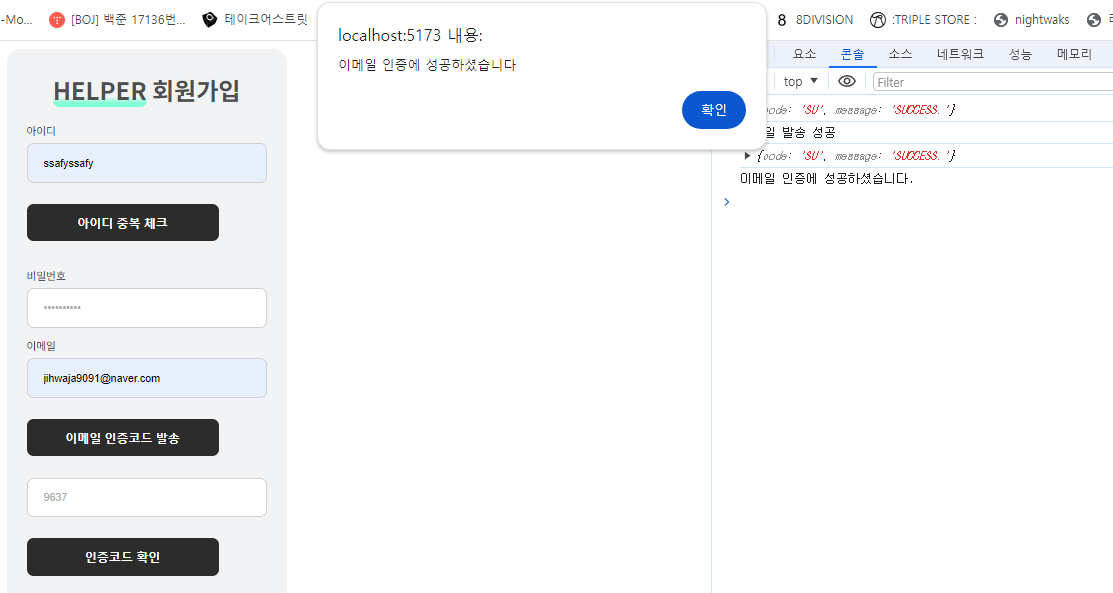 -Mo...
[BOJ] 백준 17136번...
테이크어스트릿
8DIVISION
:TRIPLE STORE :
nightwaks
localhost:5173 내용:
이메일 인증에 성공하셨습니다
확인
요소
콘솔
소스
네트워크
성능
메모리
top
Filter
code: 'SU', message: 'SUCCESS.'}
일 발송 성공
{code: 'SU', message: 'SUCCESS.'}
이메일 인증에 성공하셨습니다.
HELPER 회원가입
아이디
ssafyssafy
아이디 중복 체크
비밀번호
••••••••••
이메일
jihwaja9091@naver.com
이메일 인증코드 발송
9637
인증코드 확인